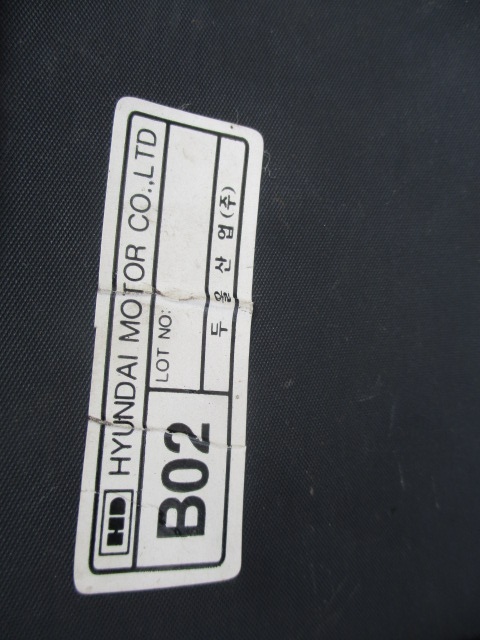 HD HYUNDAI MOTOR CO.,LTD
B02
LOT NO:
두올산업(주)